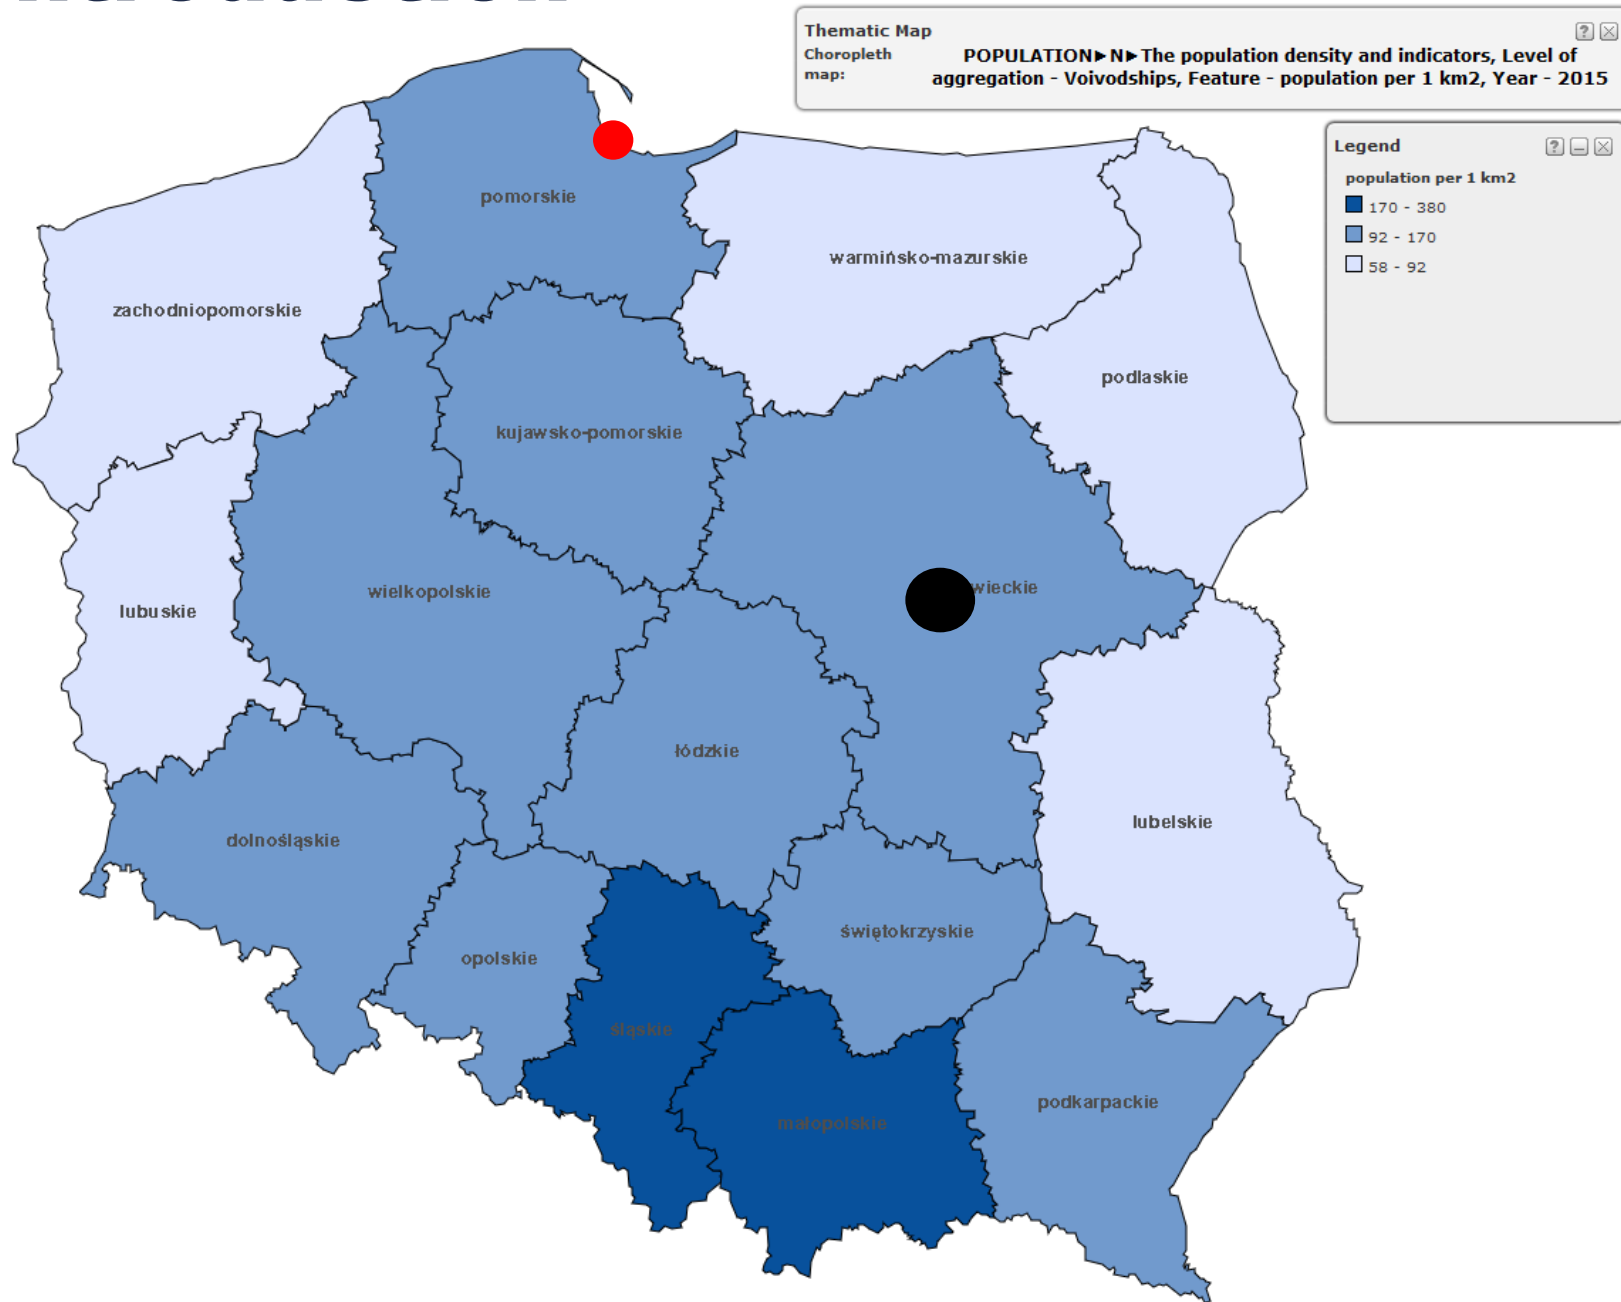 Thematic Map
Choropleth map:
POPULATION►N►The population density and indicators, Level of
aggregation - Voivodships, Feature - population per 1 km2, Year - 2015
Legend
population per 1 km2
170 - 380
92 - 170
58 - 92
pomorskie
warmińsko-mazurskie
zachodniopomorskie
podlaskie
kujawsko-pomorskie
wieckie
wielkopolskie
lubuskie
łódzkie
lubelskie
dolnośląskie
świętokrzyskie
opolskie
śląskie
podkarpackie
małopolskie